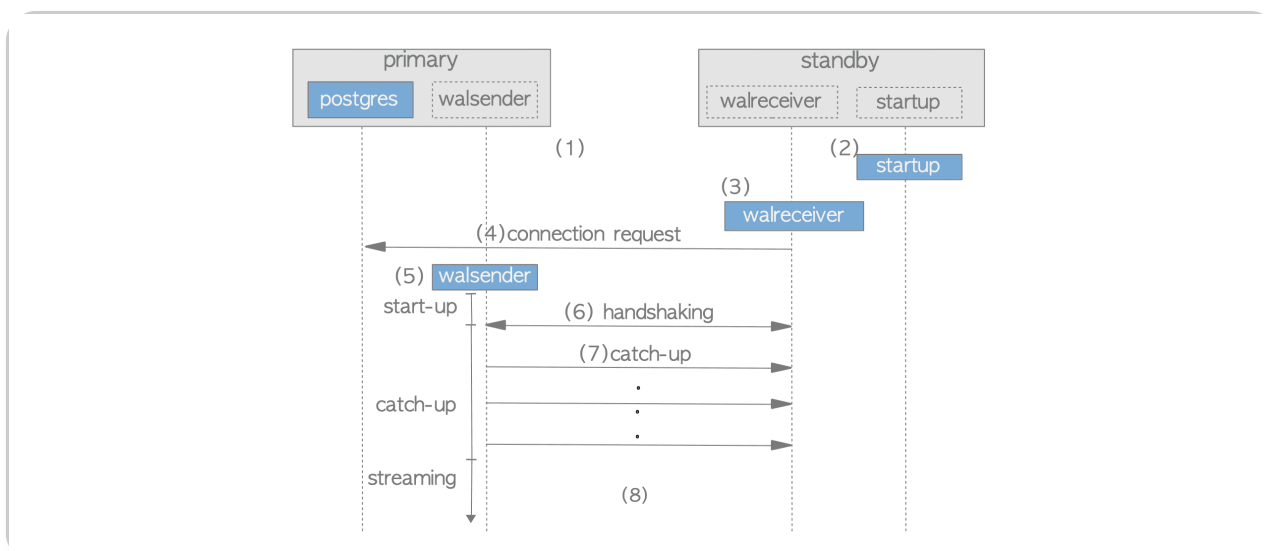 primary
standby
postgres
walsender
walreceiver
startup
(1)
(2)
startup
(3)
walreceiver
(4)connection request
(5)
walsender
start-up
(6) handshaking
(7)catch-up
catch-up
streaming
(8)